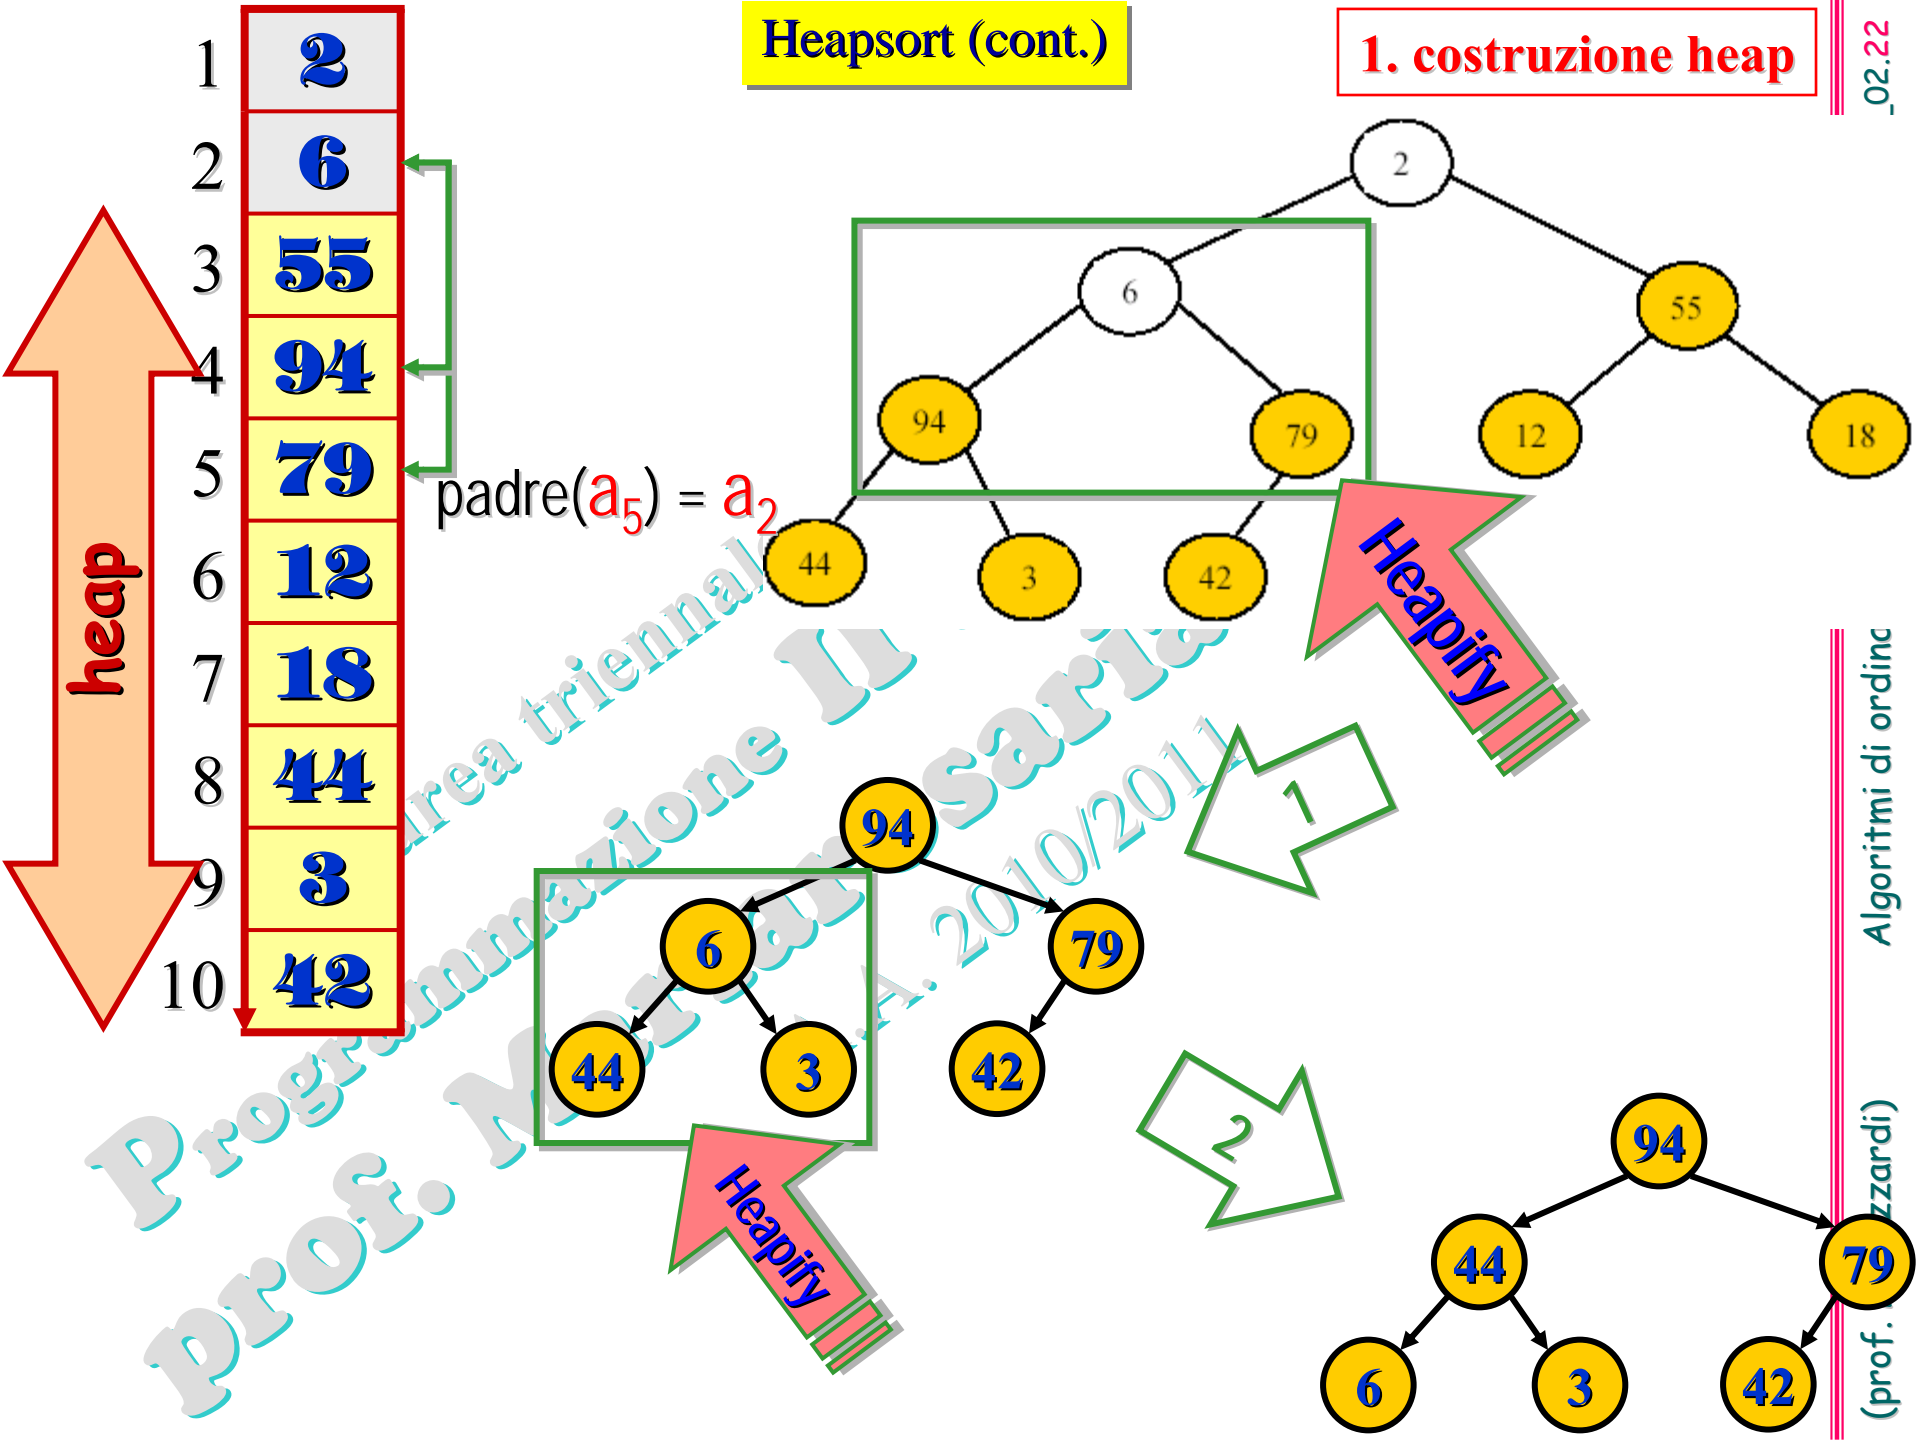 Heapsort (cont.)
1. costruzione heap
_02.22
1 2
2 6
3 55
4 94
5 79
6 12
7 18
8 44
9 3
10 42
heap
padre(a5) = a2
2
6
55
94
79
12
18
44
3
42
Heapify
1
94
6
79
44
3
42
Heapify
2
94
44
79
6
3
42
Algoritmi di
(prof.
triennale
Programmazione II
prof.
A.A. 2010/2011